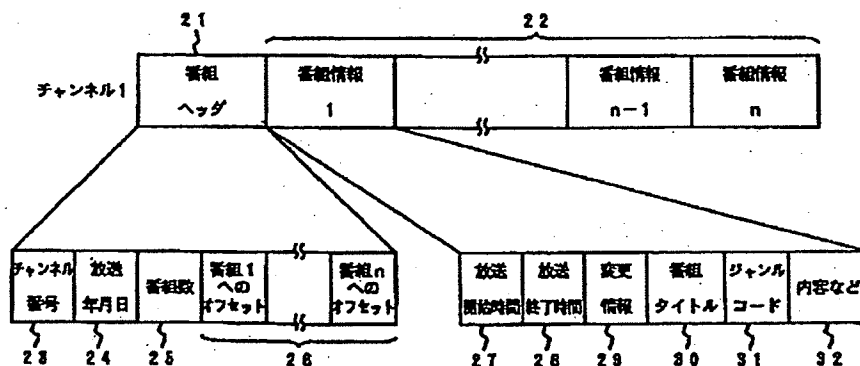 21
22
チャンネル1
番組
ヘッダ
番組情報
1
番組情報
n-1
番組情報
n
チャンネル
番号
放送
年月日
番組数
番組1
への
オフセット
番組n
への
オフセット
放送
開始時間
放送
終了時間
変更
情報
番組
タイトル
ジャンル
コード
内容など
23
24
25
26
27
28
29
30
31
32